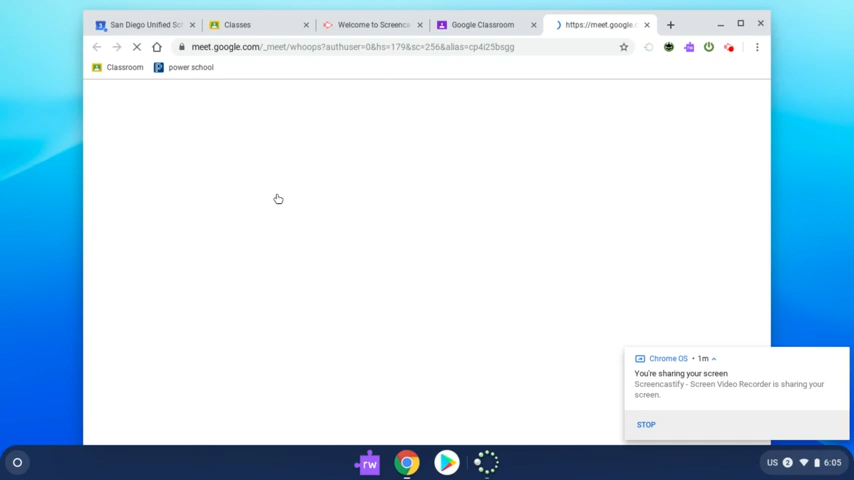 San Diego Unified Sch
Classes
Welcome to Screenca
Google Classroom
https://meet.google.c
meet.google.com/_meet/whoops?authuser=0&hs=179&sc=256&alias=cp4i25bsgg
Classroom
power school
Chrome OS • 1m
You're sharing your screen
Screencastify - Screen Video Recorder is sharing your
screen.
STOP
rw
US 2 6:05